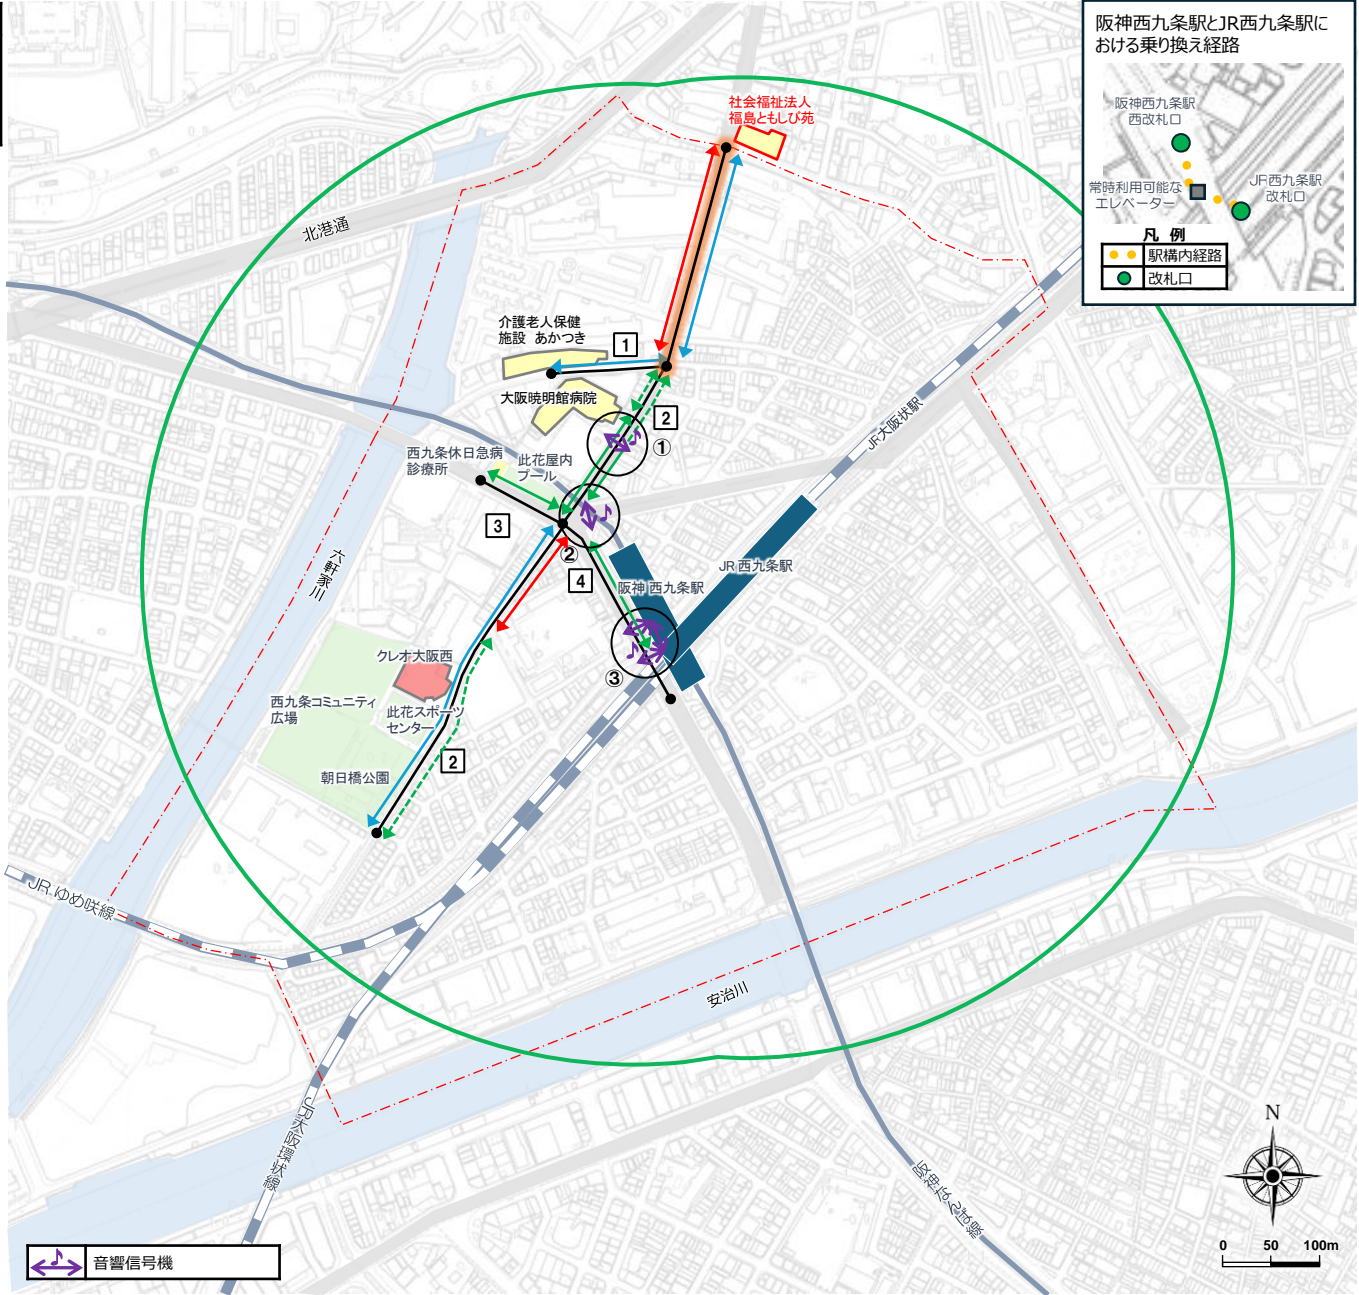 阪神西九条駅とJR西九条駅に
おける乗り換え経路
阪神西九条駅
西改札口
常時利用可能な
エレベーター
JR西九条駅
改札口
凡 例
駅構内経路
改札口
社会福祉法人
福島ともしび苑
北港通
介護老人保健
施設 あかつき
1
大阪暁明館病院
2
①
JR大阪状駅
西九条休日急病
診療所
此花屋内
プール
3
②
4
阪神 西九条駅
JR 西九条駅
六軒家川
③
クレオ大阪西
西九条コミュニティ
広場
此花スポーツ
センター
2
朝日橋公園
JR ゆめ咲線
安治川
JR大阪環状線
阪神なんば線
N
0 50 100m
音響信号機